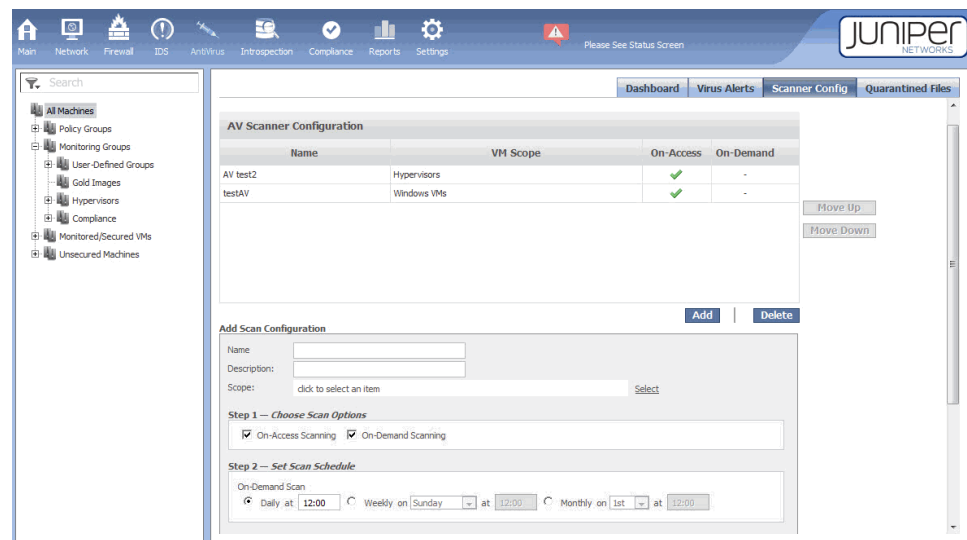 Main Network Firewall IDS AntiVirus Introspection Compliance Reports Settings
Please See Status Screen
JUNIPER
NETWORKS
Search
All Machines
Policy Groups
Monitoring Groups
User-Defined Groups
Gold Images
Hypervisors
Compliance
Monitored/Secured VMs
Unsecured Machines
Dashboard Virus Alerts Scanner Config Quarantined Files
AV Scanner Configuration
Name VM Scope On-Access On-Demand
AV test2 Hypervisors -
testAV Windows VMs -
Move Up
Move Down
Add | Delete
Add Scan Configuration
Name
Description:
Scope: click to select an item Select
Step 1 — Choose Scan Options
On-Access Scanning On-Demand Scanning
Step 2 — Set Scan Schedule
On-Demand Scan
Daily at 12:00 Weekly on Sunday at 12:00 Monthly on 1st at 12:00